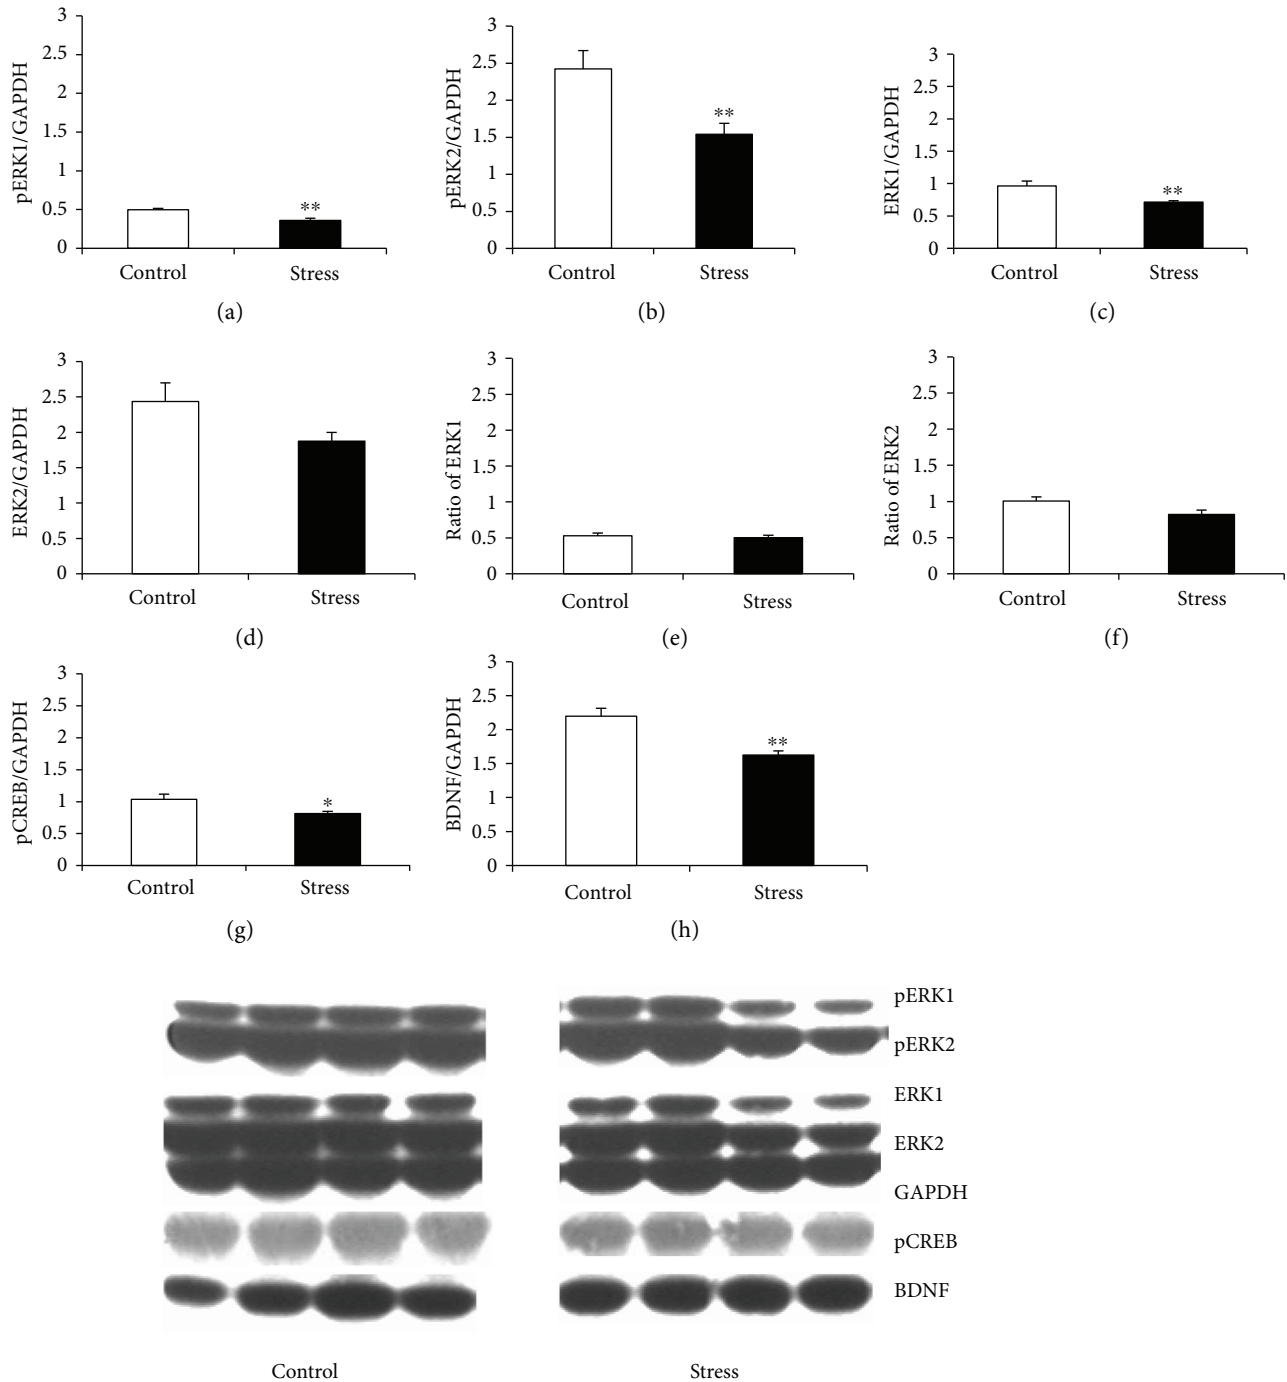 pERK1/GAPDH
3
2.5
2
1.5
1
0.5
0
**
Control Stress
(a)
pERK2/GAPDH
3
2.5
2
1.5
1
0.5
0
**
Control Stress
(b)
ERK1/GAPDH
3
2.5
2
1.5
1
0.5
0
**
Control Stress
(c)
ERK2/GAPDH
3
2.5
2
1.5
1
0.5
0
Control Stress
(d)
Ratio of ERK1
3
2.5
2
1.5
1
0.5
0
Control Stress
(e)
Ratio of ERK2
3
2.5
2
1.5
1
0.5
0
Control Stress
(f)
pCREB/GAPDH
3
2.5
2
1.5
1
0.5
0
*
Control Stress
(g)
BDNF/GAPDH
3
2.5
2
1.5
1
0.5
0
**
Control Stress
(h)
pERK1
pERK2
ERK1
ERK2
GAPDH
pCREB
BDNF
Control Stress